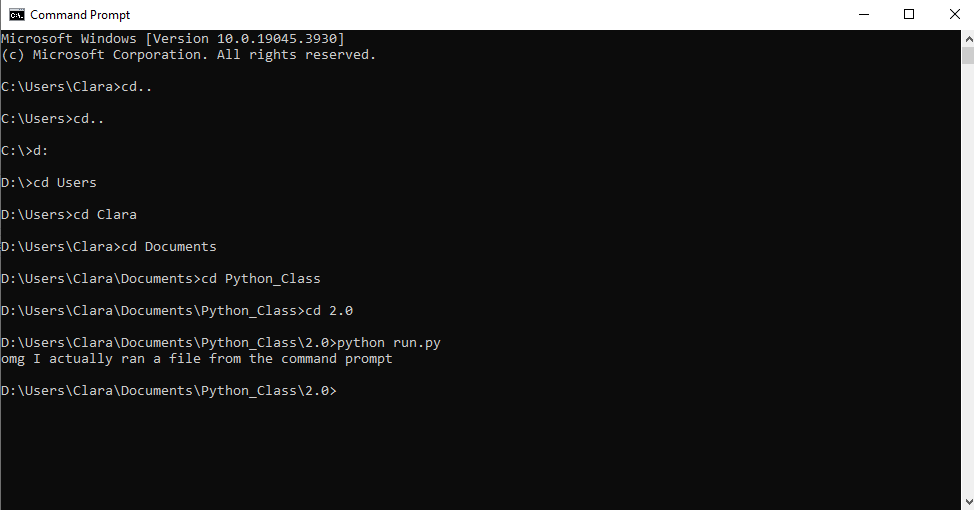 Command Prompt
Microsoft Windows [Version 10.0.19045.3930]
(c) Microsoft Corporation. All rights reserved.
C:\Users\Clara>cd..
C:\Users>cd..
C:\>d:
D:\>cd Users
D:\Users>cd Clara
D:\Users\Clara>cd Documents
D:\Users\Clara\Documents>cd Python_Class
D:\Users\Clara\Documents\Python_Class>cd 2.0
D:\Users\Clara\Documents\Python_Class\2.0>python run.py
omg I actually ran a file from the command prompt
D:\Users\Clara\Documents\Python_Class\2.0>